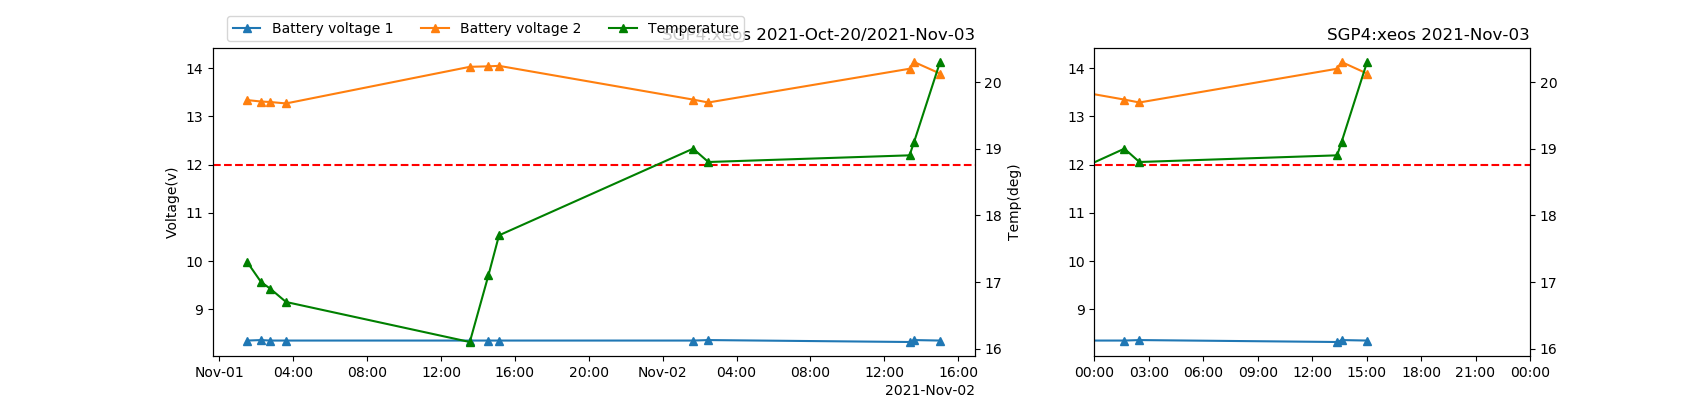 Battery voltage 1 Battery voltage 2 Temperature
SGP4:xeos 2021-Oct-20/2021-Nov-03
SGP4:xeos 2021-Nov-03
14
13
12
11
10
9
Voltage(v)
20
19
18
17
16
Temp(deg)
Nov-01 04:00 08:00 12:00 16:00 20:00 Nov-02 04:00 08:00 12:00 16:00
2021-Nov-02
14
13
12
11
10
9
20
19
18
17
16
00:00 03:00 06:00 09:00 12:00 15:00 18:00 21:00 00:00